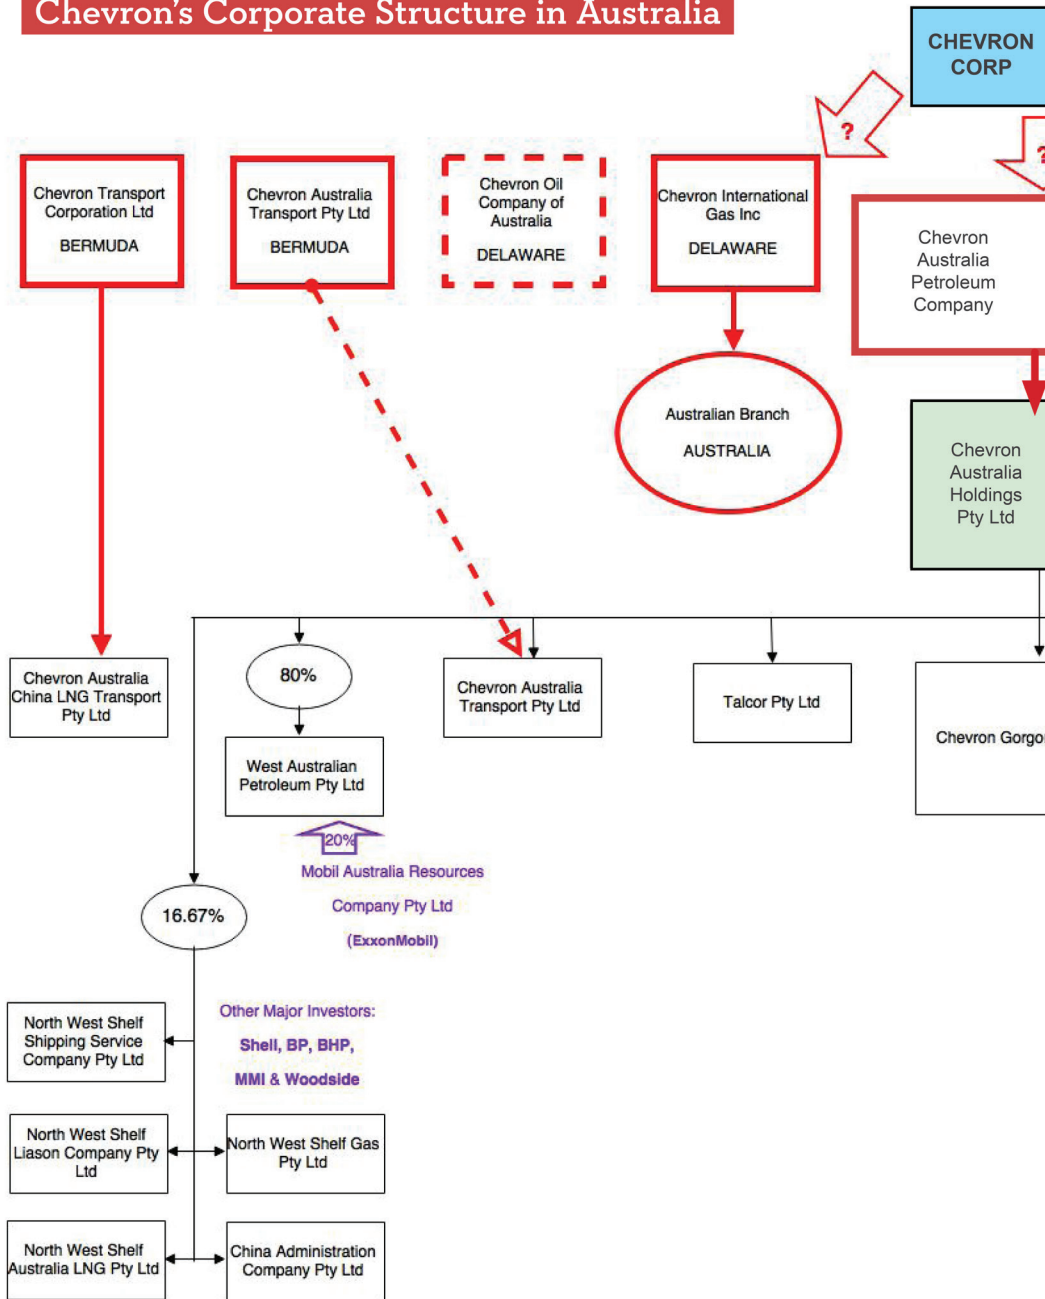 Chevron's Corporate Structure in Australia
CHEVRON
CORP
?
?
Chevron Transport
Corporation Ltd
BERMUDA
Chevron Australia
Transport Pty Ltd
BERMUDA
Chevron Oil
Company of
Australia
DELAWARE
Chevron International
Gas Inc
DELAWARE
Chevron
Australia
Petroleum
Company
Australian Branch
AUSTRALIA
Chevron
Australia
Holdings
Pty Ltd
Chevron Australia
China LNG Transport
Pty Ltd
80%
West Australian
Petroleum Pty Ltd
20%
Mobil Australia Resources
Company Pty Ltd
(ExxonMobil)
Chevron Australia
Transport Pty Ltd
Talcor Pty Ltd
Chevron Gorgo
16.67%
North West Shelf
Shipping Service
Company Pty Ltd
Other Major Investors:
Shell, BP, BHP,
MMI & Woodside
North West Shelf
Liason Company Pty
Ltd
North West Shelf Gas
Pty Ltd
North West Shelf
Australia LNG Pty Ltd
China Administration
Company Pty Ltd